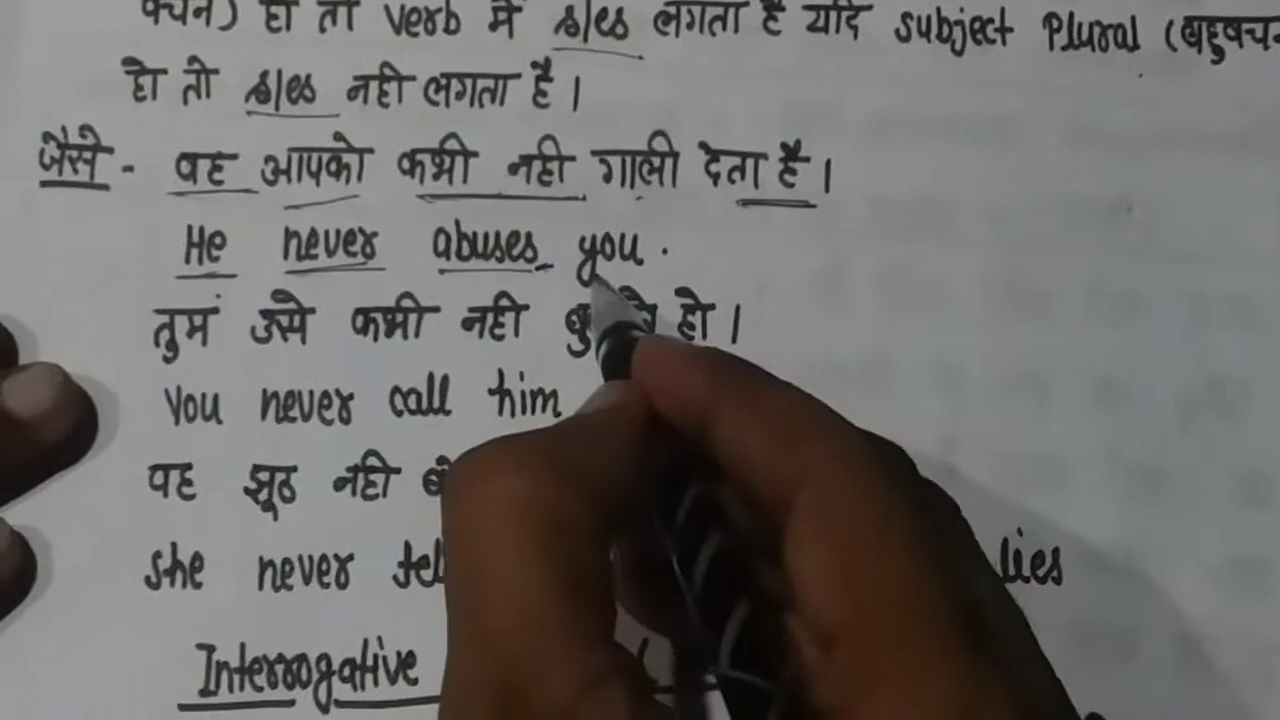 वचन) हो तो verb में s/es लगता है यदि subject Plural (बहुवचन
हो तो s/es नही लगता है।
जैसे - वह आपको कभी नही गाली देता है।
He never abuses you.
तुम उसे कभी नही हो।
You never call him
वह झूठ नही
she never lies
Interrogative